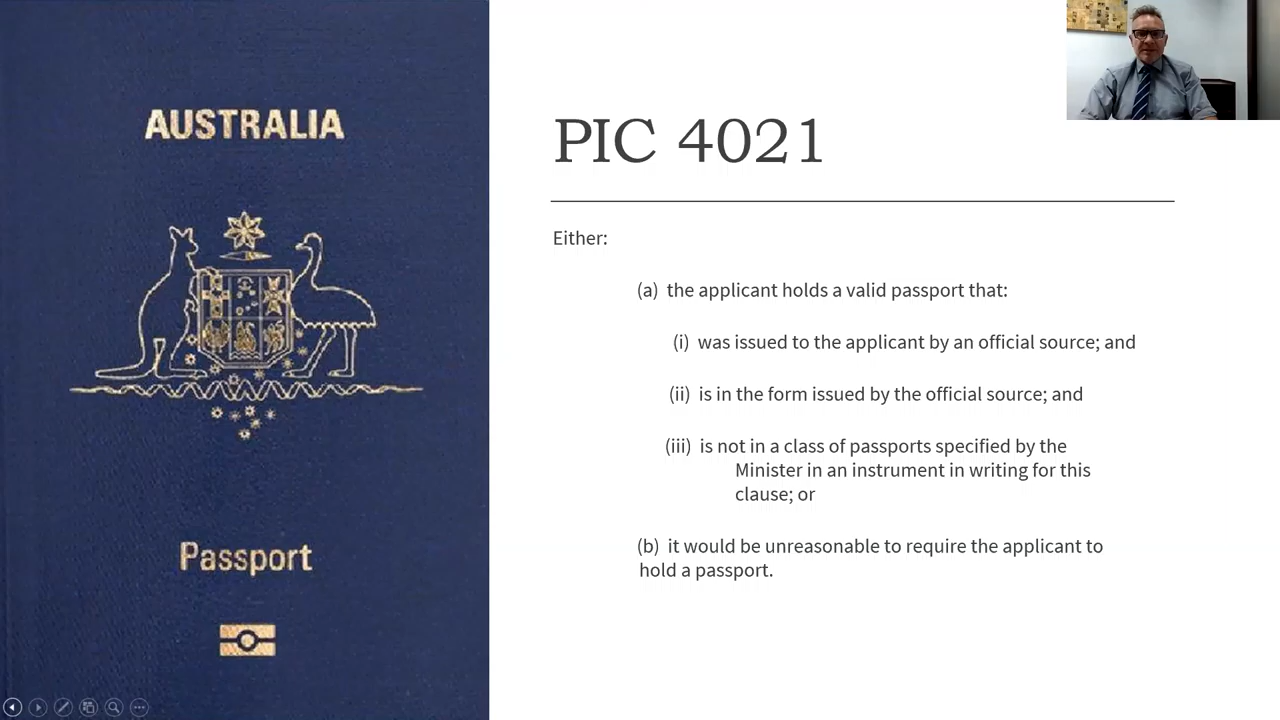 AUSTRALIA
Passport
PIC 4021
Either:
(a) the applicant holds a valid passport that:
(i) was issued to the applicant by an official source; and
(ii) is in the form issued by the official source; and
(iii) is not in a class of passports specified by the
Minister in an instrument in writing for this
clause; or
(b) it would be unreasonable to require the applicant to
hold a passport.